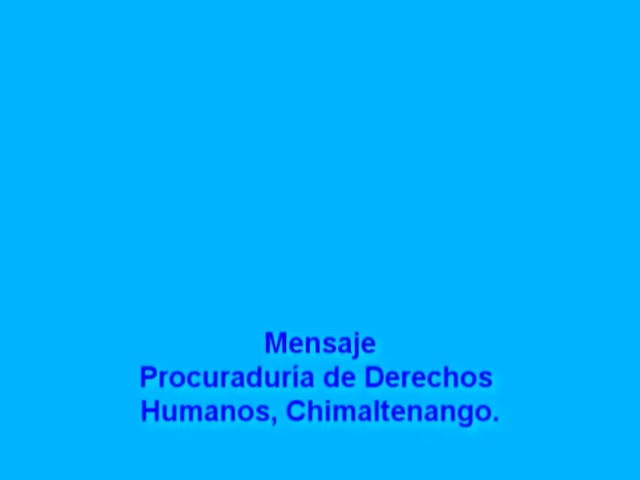 Mensaje
Procuraduría de Derechos
Humanos, Chimaltenango.